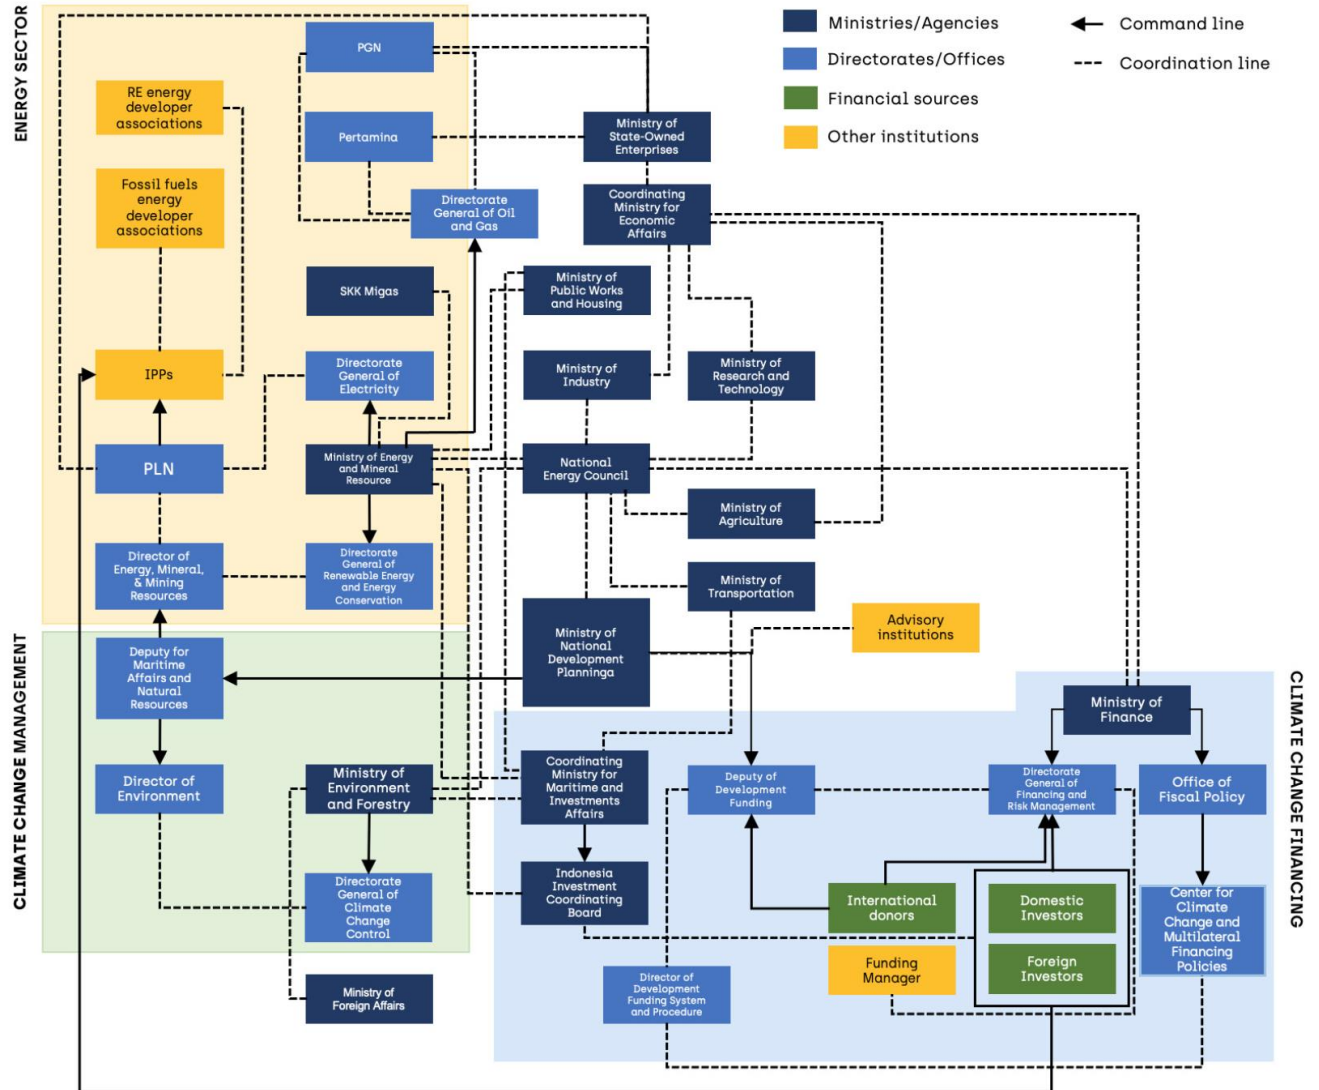 ENERGY SECTOR
PGN
Ministries/Agencies
Command line
Directorates/Offices
Coordination line
RE energy
developer
associations
Financial sources
Pertamina
Ministry of
State-Owned
Enterprises
Other institutions
Fossil fuels
energy
developer
associations
Directorate
General of Oil
and Gas
Coordinating
Ministry for
Economic
Affairs
SKK Migas
Ministry of
Public Works
and Housing
IPPs
Directorate
General of
Electricity
Ministry of
Industry
Ministry of
Research and
Technology
PLN
Ministry of Energy
and Mineral
Resource
National
Energy Council
Ministry of
Agriculture
Director of
Energy, Mineral,
& Mining
Resources
Directorate
General of
Renewable Energy
and Energy
Conservation
Ministry of
Transportation
Ministry of
National
Development
Planninga
Advisory
institutions
CLIMATE CHANGE MANAGEMENT
Deputy for
Maritime
Affairs and
Natural
Resources
CLIMATE CHANGE FINANCING
Ministry of
Finance
Director of
Environment
Ministry of
Environment
and Forestry
Coordinating
Ministry for
Maritime and
Investments
Affairs
Deputy of
Development
Funding
Directorate
General of
Financing and
Risk Management
Office of
Fiscal Policy
Directorate
General of
Climate
Change
Control
Indonesia
Investment
Coordinating
Board
International
donors
Domestic
Investors
Center for
Climate
Change and
Multilateral
Financing
Policies
Funding
Manager
Foreign
Investors
Ministry of
Foreign Affairs
Director of
Development
Funding System
and Procedure